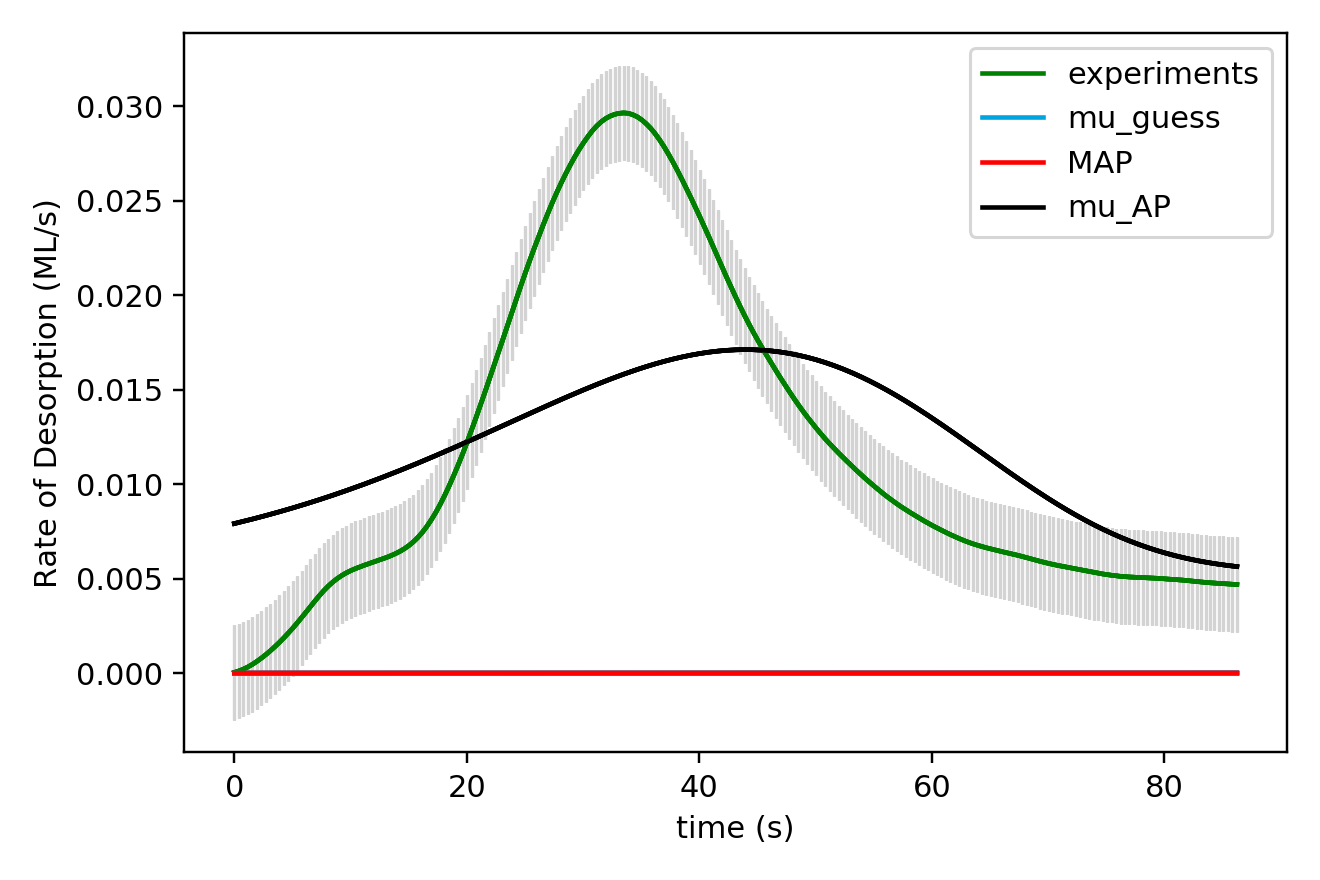 experiments
mu_guess
MAP
mu_AP
Rate of Desorption (ML/s)
0.030
0.025
0.020
0.015
0.010
0.005
0.000
0 20 40 60 80
time (s)